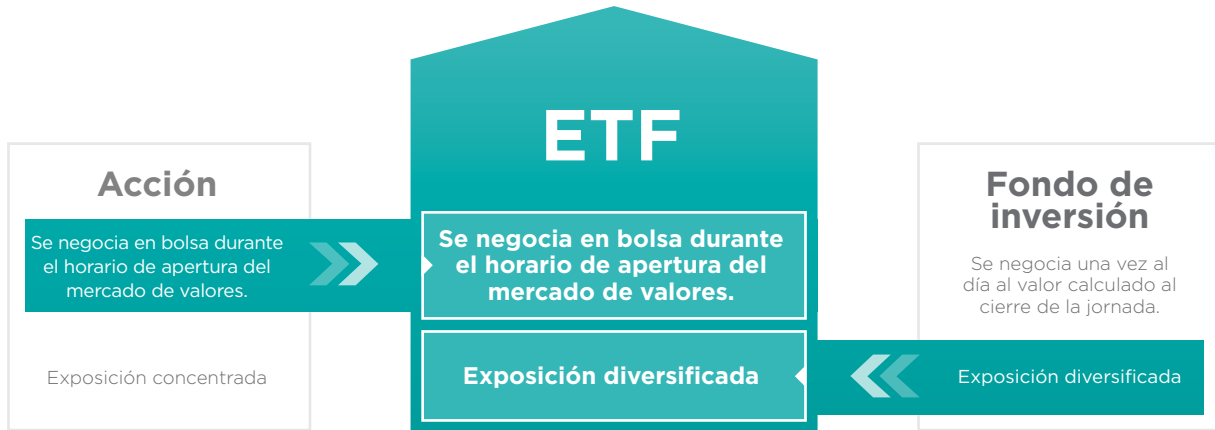 ETF
Acción
Se negocia en bolsa durante
el horario de apertura del
mercado de valores.
Exposición concentrada
Se negocia en bolsa durante
el horario de apertura del
mercado de valores.
Exposición diversificada
Fondo de
inversión
Se negocia una vez al
día al valor calculado al
cierre de la jornada.
Exposición diversificada